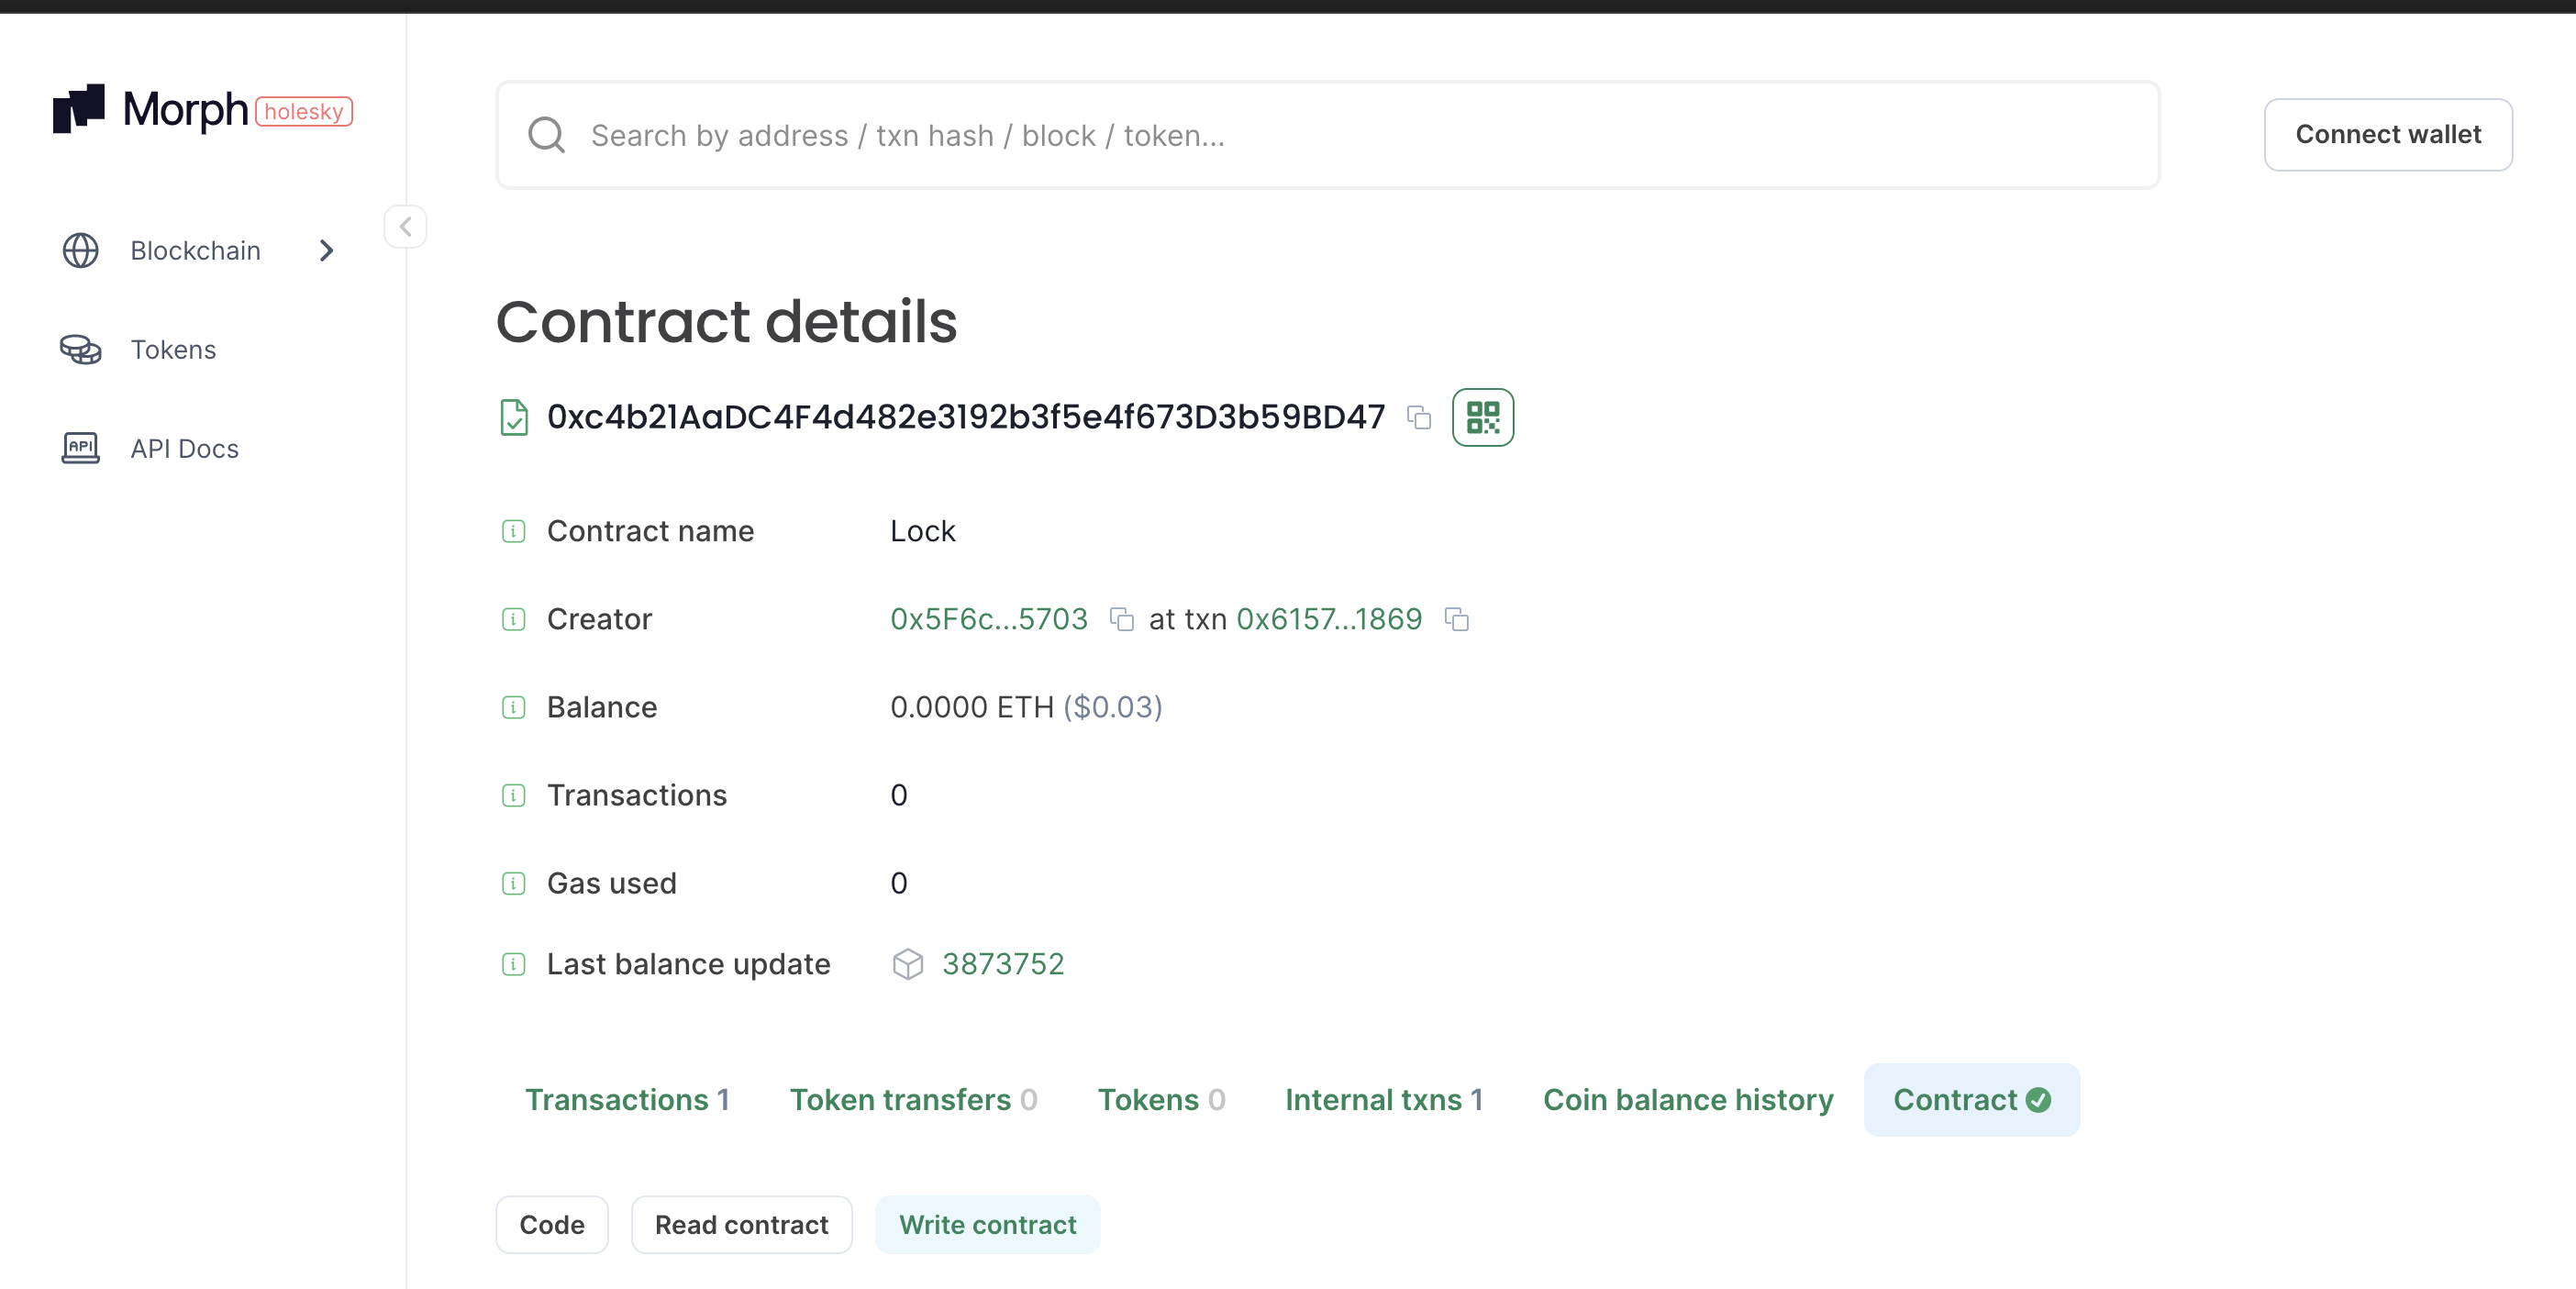 Morph holesky
Search by address / txn hash / block / token...
Connect wallet
Blockchain
Tokens
API Docs
Contract details
0xc4b21AaDC4F4d482e3192b3f5e4f673D3b59BD47
Contract name Lock
Creator 0x5F6c...5703 at txn 0x6157...1869
Balance 0.0000 ETH ($0.03)
Transactions 0
Gas used 0
Last balance update 3873752
Transactions 1 Token transfers 0 Tokens 0 Internal txns 1 Coin balance history Contract
Code Read contract Write contract